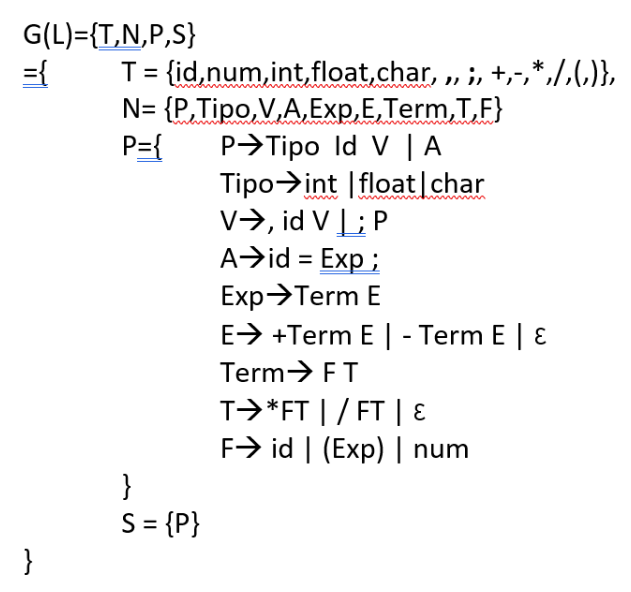 G(L)={T,N,P,S}
={ T = {id,num,int,float,char, ,, ;, +,-,*,/,(,)},
N= {P,Tipo,V,A,Exp,E,Term,T,F}
P={ P→Tipo Id V | A
Tipo→int |float|char
V→, id V | ; P
A→id = Exp ;
Exp→Term E
E→ +Term E | - Term E | ε
Term→ F T
T→*FT | / FT | ε
F→ id | (Exp) | num
}
S = {P}
}